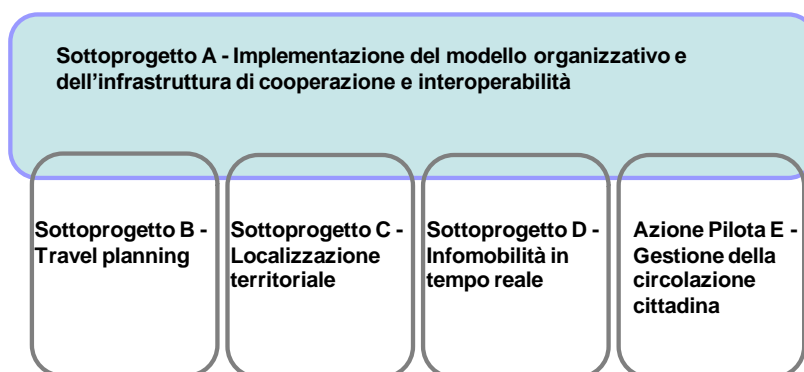 Sottoprogetto A - Implementazione del modello organizzativo e
dell'infrastruttura di cooperazione e interoperabilità
Sottoprogetto B -
Travel planning
Sottoprogetto C -
Localizzazione
territoriale
Sottoprogetto D -
Infomobilità in
tempo reale
Azione Pilota E -
Gestione della
circolazione
cittadina